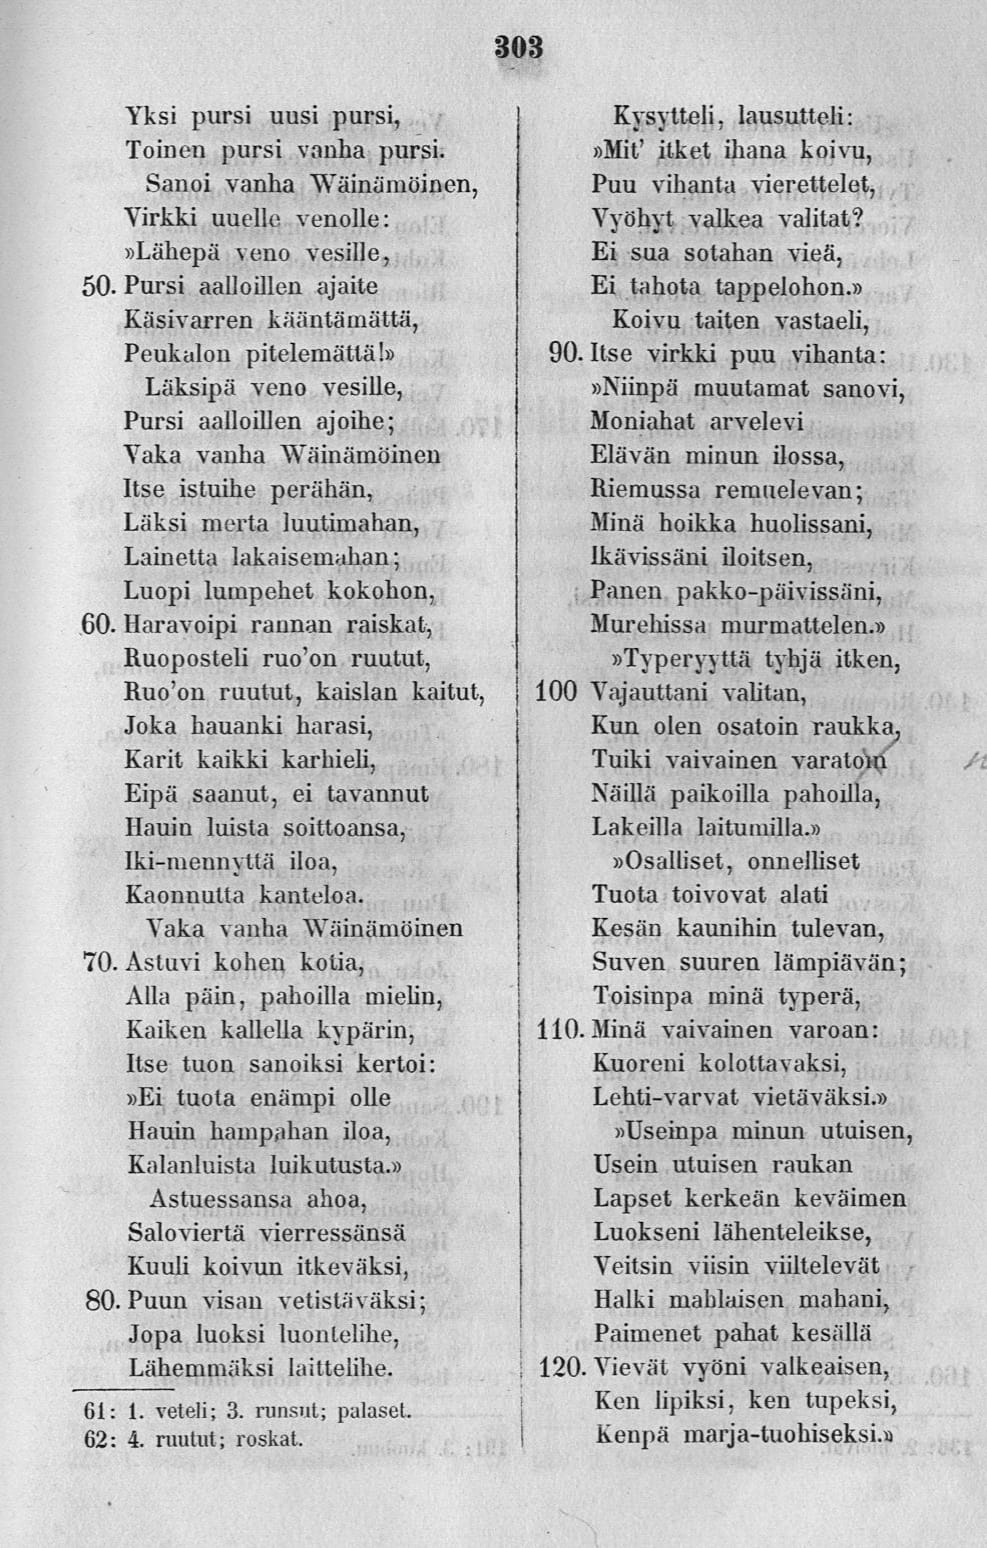 303
Yksi pursi uusi pursi,
Toinen pursi vanha pursi.
Sanoi vanha Wäinämöinen,
Virkki uuelle venolle:
»Lähepä veno vesille,
50. Pursi aalloillen ajaite
Käsivarren kääntämättä,
Peukalon pitelemättä!»
Läksipä veno vesille,
Pursi aalloillen ajoihe;
Vaka vanha Wäinämöinen
Itse istuihe perähän,
Läksi merta luutimahan,
Lainetta lakaisemahan;
Luopi lumpehet kokohon,
60. Haravoipi rannan raiskat,
Ruoposteli ruo'on ruutut,
Ruo'on ruutut, kaislan kaitut,
Joka hauanki harasi,
Karit kaikki karhieli,
Eipä saanut, ei tavannut
Hauin luista soittoansa,
Iki-mennyttä iloa,
Kaonnutta kanteloa.
Vaka vanha Wäinämöinen
70. Astuvi kohen kotia,
Alla päin, pahoilla mielin,
Kaiken kallella kypärin,
Itse tuon sanoiksi kertoi:
»Ei tuota enämpi olle
Hauin hampahan iloa,
Kalanluista luikutusta.»
Astuessansa ahoa,
Saloviertä vierressänsä
Kuuli koivun itkeväksi,
80. Puun visan vetistäväksi;
Jopa luoksi luontelihe,
Lähemmäksi laittelihe.
61: 1. veteli; 3. runsut; palaset.
62: 4. ruutut; roskat.
Kysytteli, lausutteli:
»Mit' itket ihana koivu,
Puu vihanta vierettelet,
Vyöhyt valkea valitat?
Ei sua sotahan vieä,
Ei tahota tappelohon.»
Koivu taiten vastaeli,
90. Itse virkki puu vihanta:
»Niinpä muutamat sanovi,
Moniahat arvelevi
Elävän minun ilossa,
Riemussa remuelevan;
Minä hoikka huolissani,
Ikävissäni iloitsen,
Panen pakko-päivissäni,
Murehissa murmattelen.»
»Typeryyttä tyhjä itken,
100 Vajauttani valitan,
Kun olen osatoin raukka,
Tuiki vaivainen varatoin
Näillä paikoilla pahoilla,
Lakeilla laitumilla.»
»Osalliset, onnelliset
Tuota toivovat alati
Kesän kaunihin tulevan,
Suven suuren lämpiävän;
Toisinpa minä typerä,
110. Minä vaivainen varoan:
Kuoreni kolottavaksi,
Lehti-varvat vietäväksi.»
»Useinpa minun utuisen,
Usein utuisen raukan
Lapset kerkeän keväimen
Luokseni lähenteleikse,
Veitsin viisin viiltelevät
Halki mahlaisen mahani,
Paimenet pahat kesällä
120. Vievät vyöni valkeaisen,
Ken lipiksi, ken tupeksi,
Kenpä marja-tuohiseksi.»